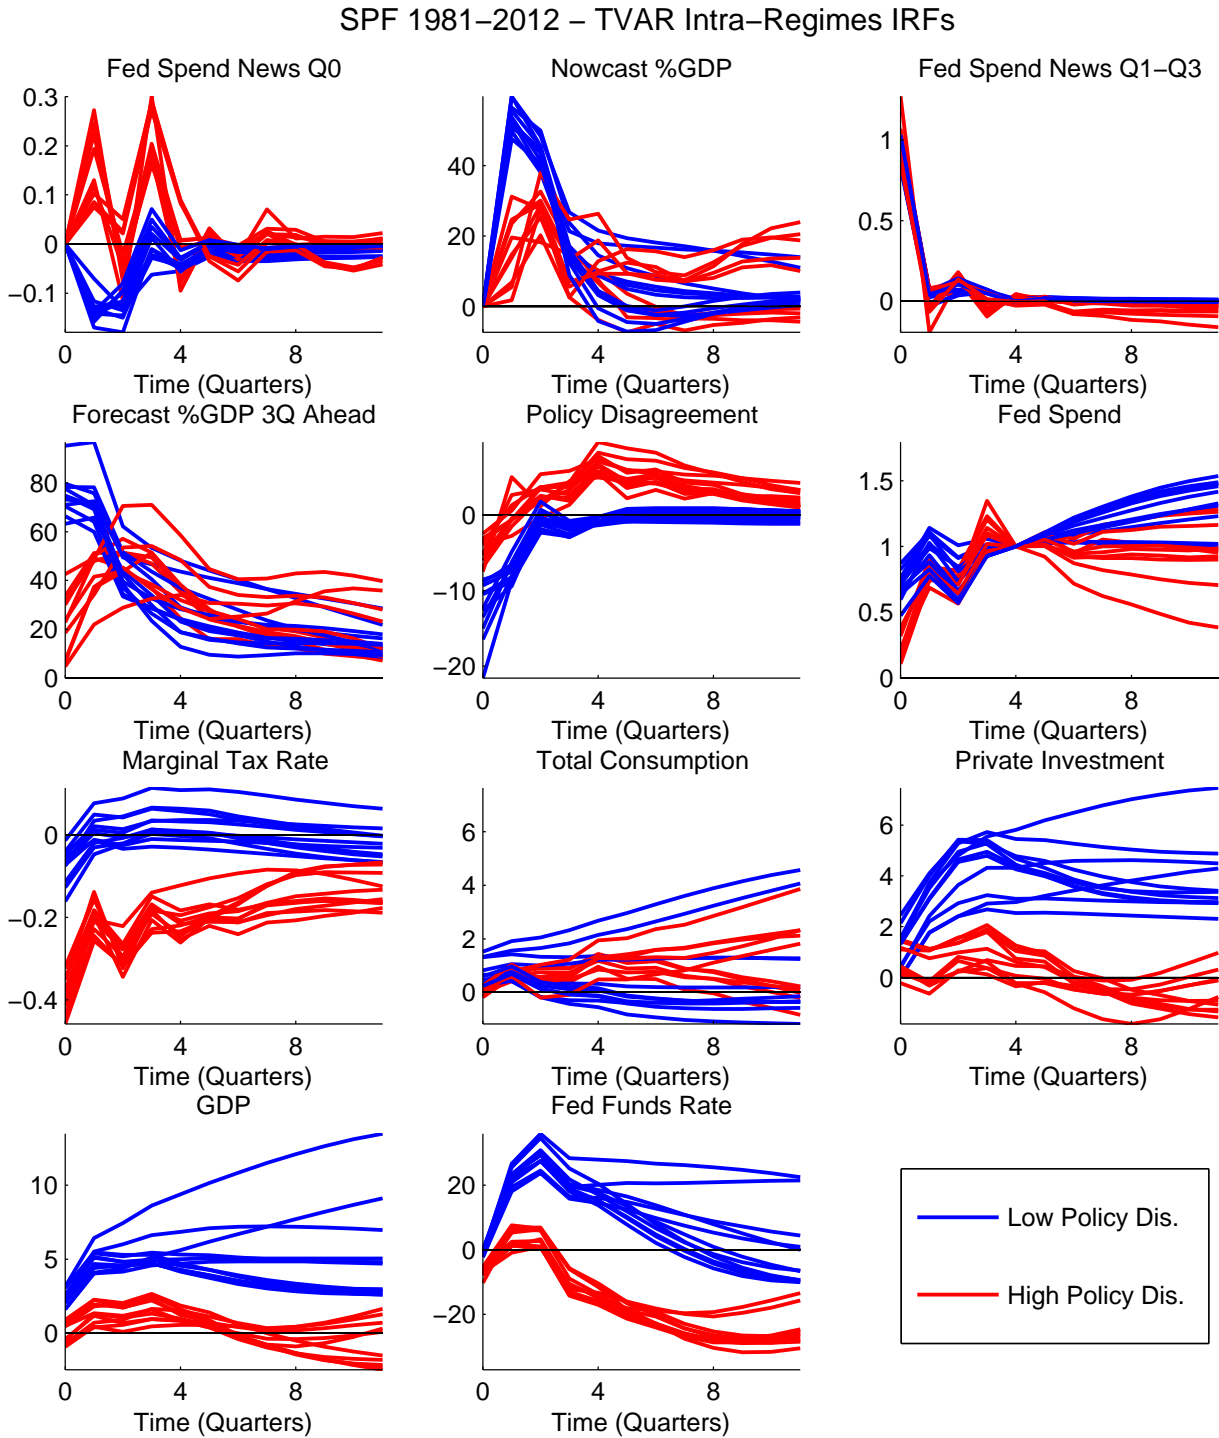 SPF 1981−2012 − TVAR Intra−Regimes IRFs
Fed Spend News Q0
0.3
0.2
0.1
0
−0.1
0 4 8
Time (Quarters)
Nowcast %GDP
40
20
0
0 4 8
Time (Quarters)
Fed Spend News Q1−Q3
1
0.5
0
0 4 8
Time (Quarters)
Forecast %GDP 3Q Ahead
80
60
40
20
0
0 4 8
Time (Quarters)
Policy Disagreement
0
−10
−20
0 4 8
Time (Quarters)
Fed Spend
1.5
1
0.5
0
0 4 8
Time (Quarters)
Marginal Tax Rate
0
−0.2
−0.4
0 4 8
Time (Quarters)
Total Consumption
6
4
2
0
0 4 8
Time (Quarters)
Private Investment
6
4
2
0
0 4 8
Time (Quarters)
GDP
10
5
0
0 4 8
Time (Quarters)
Fed Funds Rate
20
0
−20
0 4 8
Time (Quarters)
Low Policy Dis.
High Policy Dis.